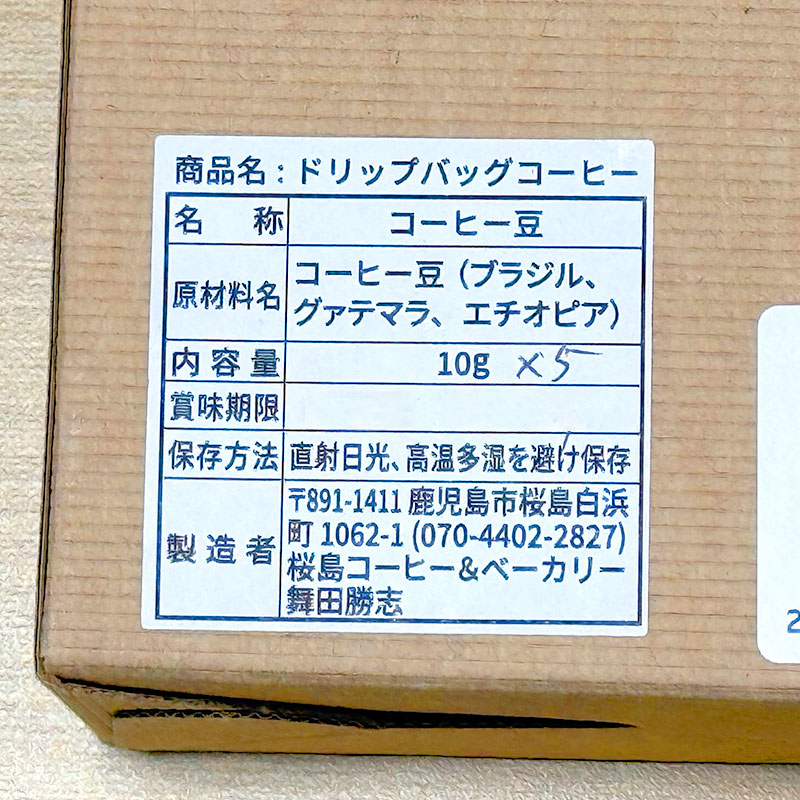 商品名：ドリップバッグコーヒー
名 称 コーヒー豆
原材料名 コーヒー豆（ブラジル、
グァテマラ、エチオピア）
内容量 10g ×5
賞味期限
保存方法 直射日光、高温多湿を避け保存
製造者 〒891-1411 鹿児島市桜島白浜
町 1062-1 (070-4402-2827)
桜島コーヒー&ベーカリー
舞田勝志
2